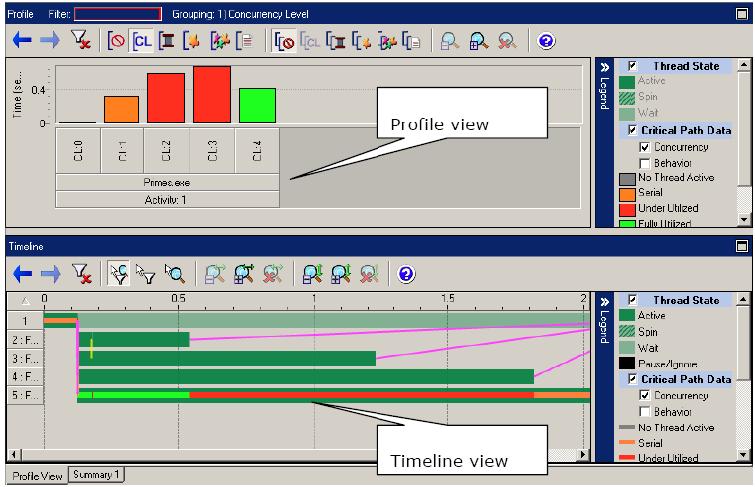 Profile Filter: Grouping: 1) Concurrency Level
CL CL
Time (se...
0.4
0
CL:0 CL:1 CL:2 CL:3 CL:4
Primes.exe
Activity: 1
Profile view
Legend
Thread State
Active
Spin
Wait
Critical Path Data
Concurrency
Behavior
No Thread Active
Serial
Under Utilized
Fully Utilized
Timeline
0 0.5 1 1.5 2
1
2 : F...
3 : F...
4 : F...
5 : F...
Timeline view
Legend
Thread State
Active
Spin
Wait
Pause/Ignore
Critical Path Data
Concurrency
Behavior
No Thread Active
Serial
Under Utilized
Profile View Summary 1